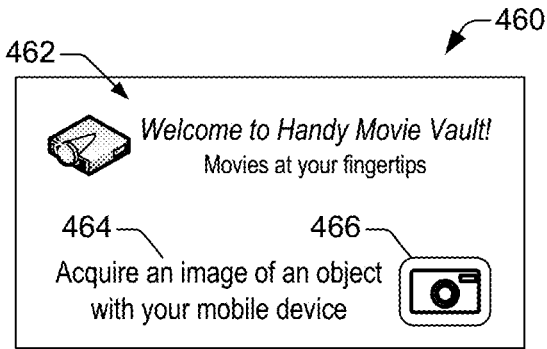 460
462
Welcome to Handy Movie Vault!
Movies at your fingertips
464
466
Acquire an image of an object
with your mobile device